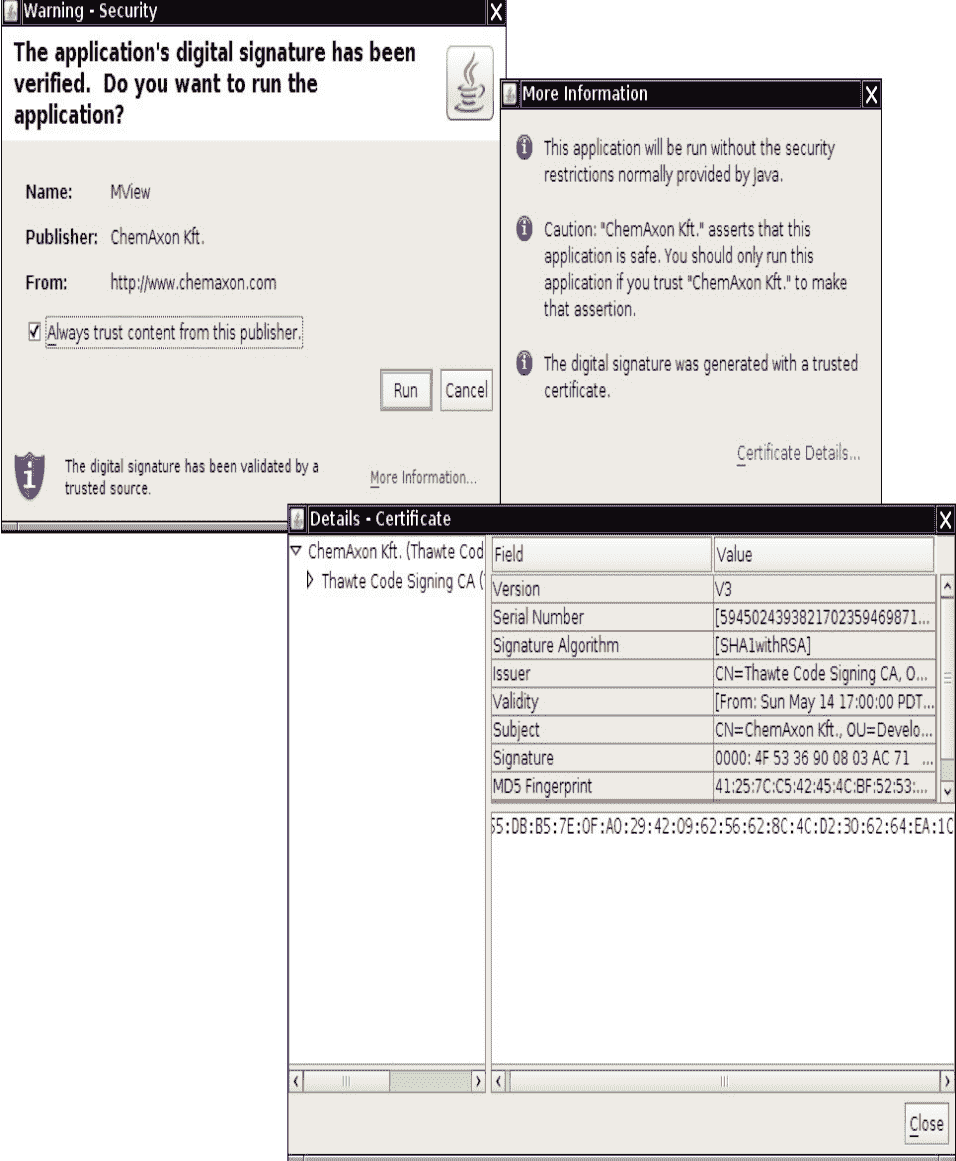 Warning - Security
The application's digital signature has been
verified. Do you want to run the
application?
Name: MView
Publisher: ChemAxon Kft.
From: http://www.chemaxon.com
Always trust content from this publisher.
Run Cancel
The digital signature has been validated by a
trusted source.
More Information...
More Information
This application will be run without the security
restrictions normally provided by Java.
Caution: "ChemAxon Kft." asserts that this
application is safe. You should only run this
application if you trust "ChemAxon Kft." to make
that assertion.
The digital signature was generated with a trusted
certificate.
Certificate Details...
Details - Certificate
ChemAxon Kft. (Thawte Cod
Thawte Code Signing CA (
Field Value
Version V3
Serial Number [5945024393821702359469871...
Signature Algorithm [SHA1withRSA]
Issuer CN=Thawte Code Signing CA, O...
Validity [From: Sun May 14 17:00:00 PDT...
Subject CN=ChemAxon Kft., OU=Develo...
Signature 0000: 4F 53 36 90 08 03 AC 71 ...
MD5 Fingerprint 41:25:7C:C5:42:45:4C:BF:52:53:...
55:DB:B5:7E:0F:A0:29:42:09:62:56:62:8C:4C:D2:30:62:64:EA:1C
Close